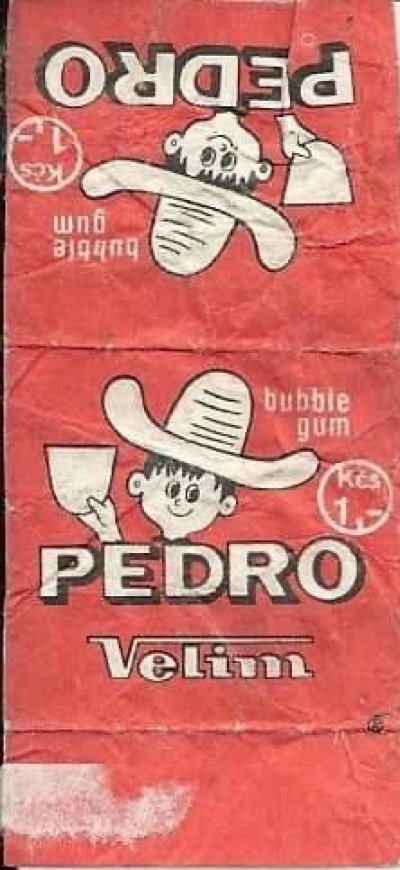 PEDRO
Kčs
1,-
bubble
gum
bubble
gum
Kčs
1,-
PEDRO
Velim